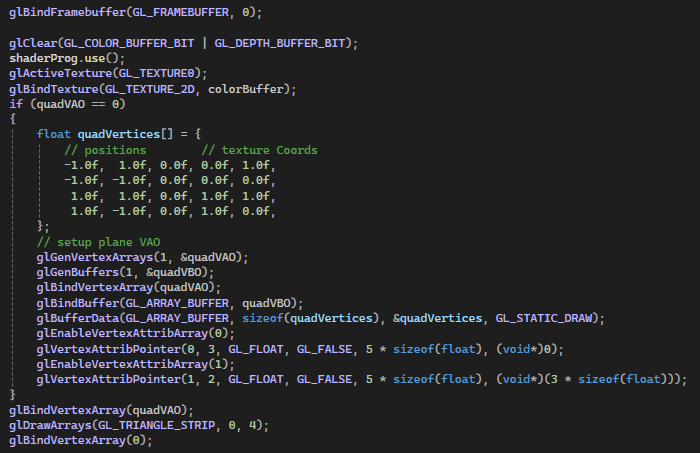 glBindFramebuffer(GL_FRAMEBUFFER, 0);
glClear(GL_COLOR_BUFFER_BIT | GL_DEPTH_BUFFER_BIT);
shaderProg.use();
glActiveTexture(GL_TEXTURE0);
glBindTexture(GL_TEXTURE_2D, colorBuffer);
if (quadVAO == 0)
{
    float quadVertices[] = {
        // positions        // texture Coords
        -1.0f,  1.0f, 0.0f, 0.0f, 1.0f,
        -1.0f, -1.0f, 0.0f, 0.0f, 0.0f,
         1.0f,  1.0f, 0.0f, 1.0f, 1.0f,
         1.0f, -1.0f, 0.0f, 1.0f, 0.0f,
    };
    // setup plane VAO
    glGenVertexArrays(1, &quadVAO);
    glGenBuffers(1, &quadVBO);
    glBindVertexArray(quadVAO);
    glBindBuffer(GL_ARRAY_BUFFER, quadVBO);
    glBufferData(GL_ARRAY_BUFFER, sizeof(quadVertices), &quadVertices, GL_STATIC_DRAW);
    glEnableVertexAttribArray(0);
    glVertexAttribPointer(0, 3, GL_FLOAT, GL_FALSE, 5 * sizeof(float), (void*)0);
    glEnableVertexAttribArray(1);
    glVertexAttribPointer(1, 2, GL_FLOAT, GL_FALSE, 5 * sizeof(float), (void*)(3 * sizeof(float)));
}
glBindVertexArray(quadVAO);
glDrawArrays(GL_TRIANGLE_STRIP, 0, 4);
glBindVertexArray(0);